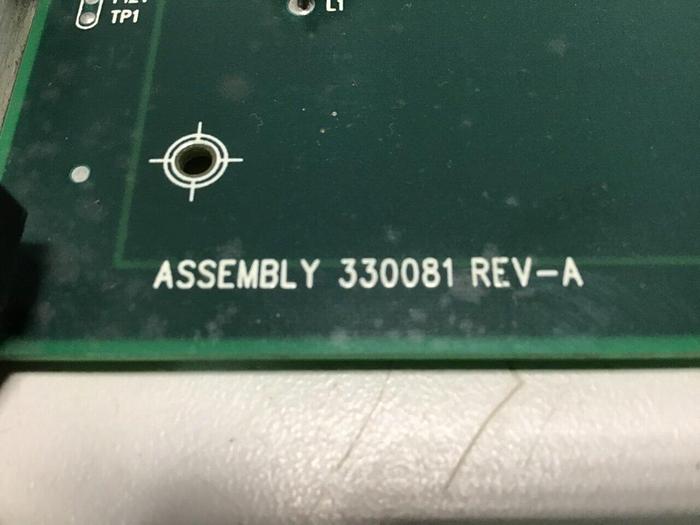 TP1
L1
ASSEMBLY 330081 REV-A